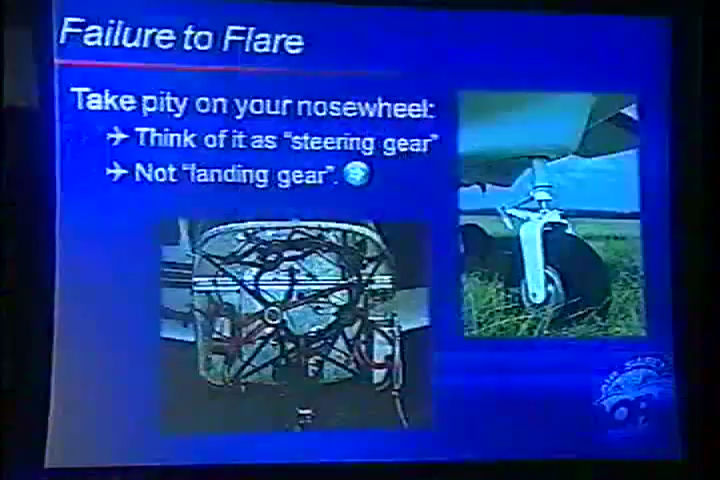 Failure to Flare
Take pity on your nosewheel:
Think of it as "steering gear"
Not "landing gear".